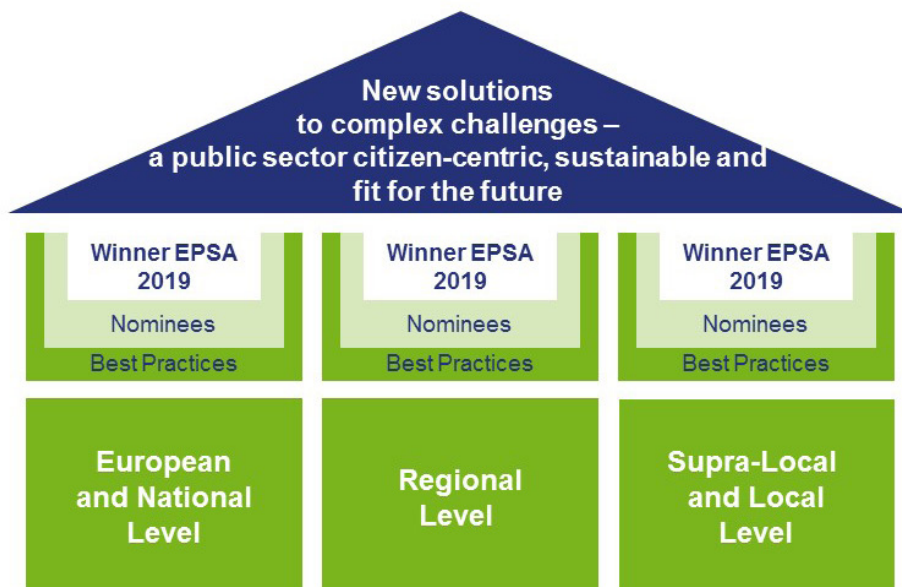 New solutions
to complex challenges –
a public sector citizen-centric, sustainable and
fit for the future
Winner EPSA
2019
Nominees
Best Practices
Winner EPSA
2019
Nominees
Best Practices
Winner EPSA
2019
Nominees
Best Practices
European
and National
Level
Regional
Level
Supra-Local
and Local
Level